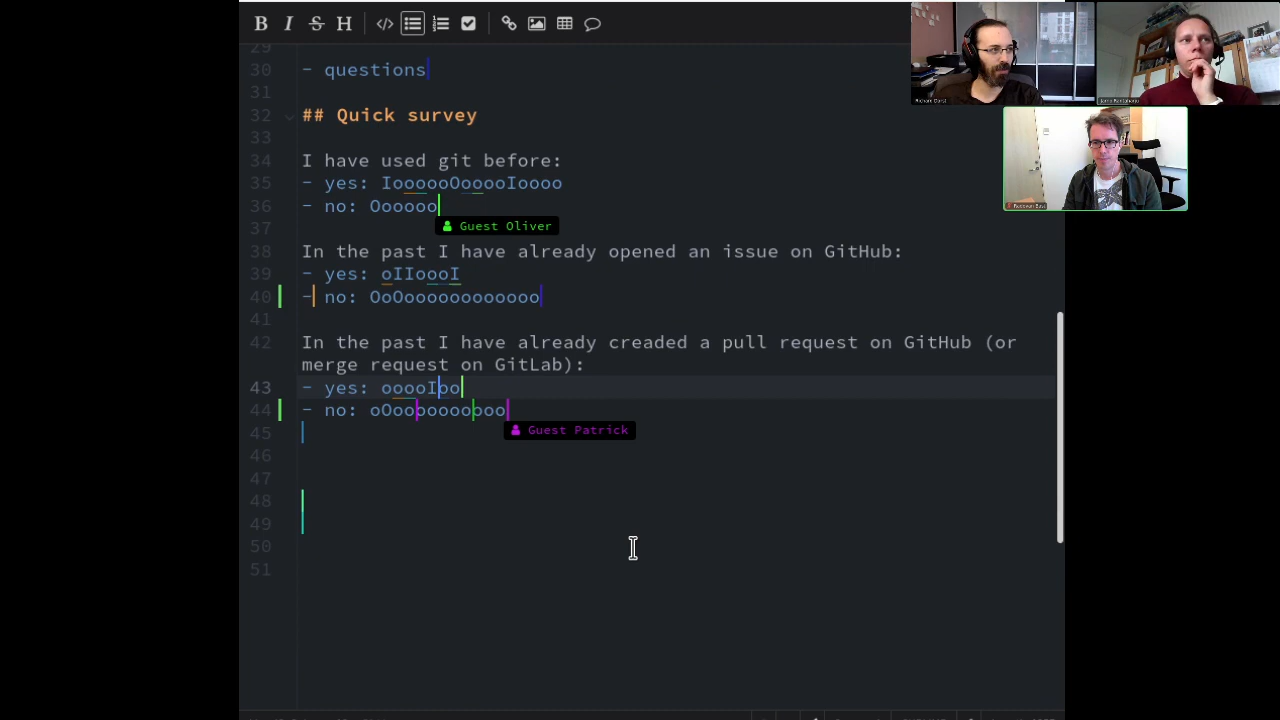 29
30 - questions
31
32 ## Quick survey
33
34 I have used git before:
35 - yes: IoooooOooooIoooo
36 - no: Oooooo
Guest Oliver
37
38 In the past I have already opened an issue on GitHub:
39 - yes: oIIoooI
40 - no: OoOoooooooooooo
41
42 In the past I have already creaded a pull request on GitHub (or
merge request on GitLab):
43 - yes: ooooIoo
44 - no: oOoooooooooo
Guest Patrick
45
46
47
48
49
50
51